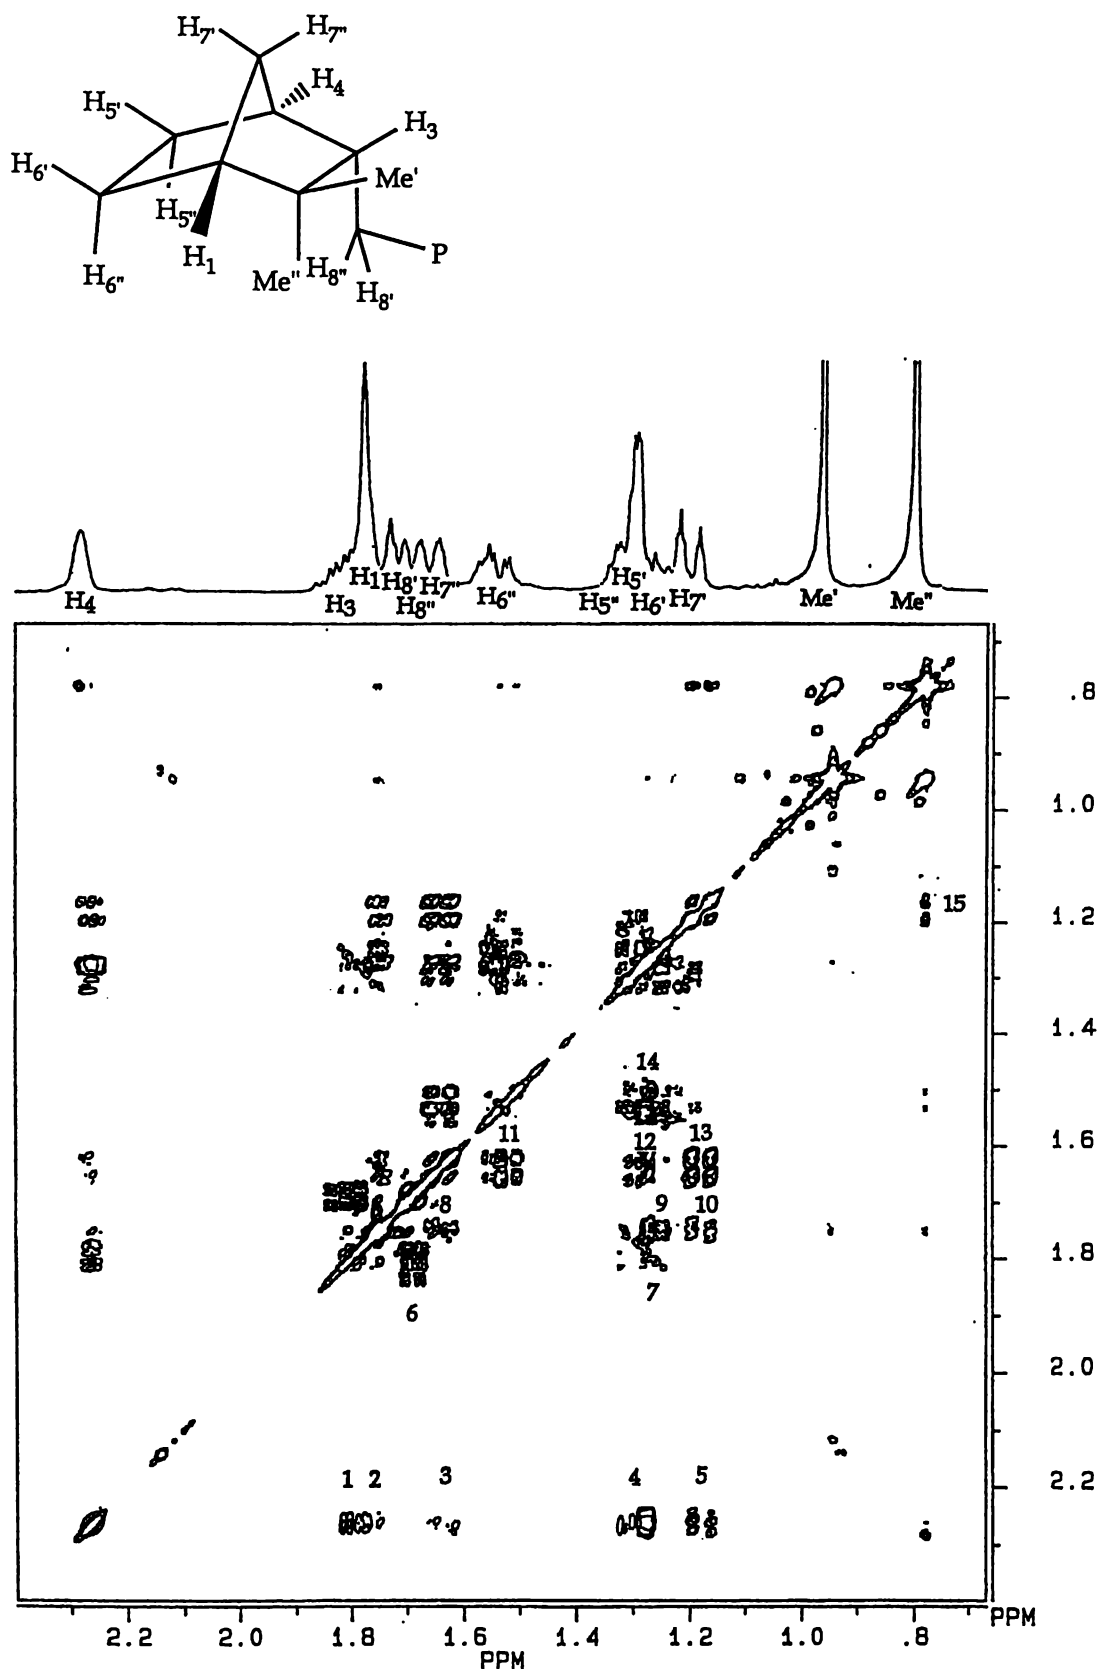 H7' H7"
H4
H5' H3
H6' Me'
H5"
H1 P
H6" Me" H8"
H8'
H1 H8' H7" H5'
H4 H3 H8" H6" H5" H6' H7' Me' Me"
.8
1.0
15 1.2
1.4
14
11 12 13 1.6
8 9 10
1.8
7
6
2.0
1 2 3 4 5 2.2
PPM
2.2 2.0 1.8 1.6 1.4 1.2 1.0 .8
PPM